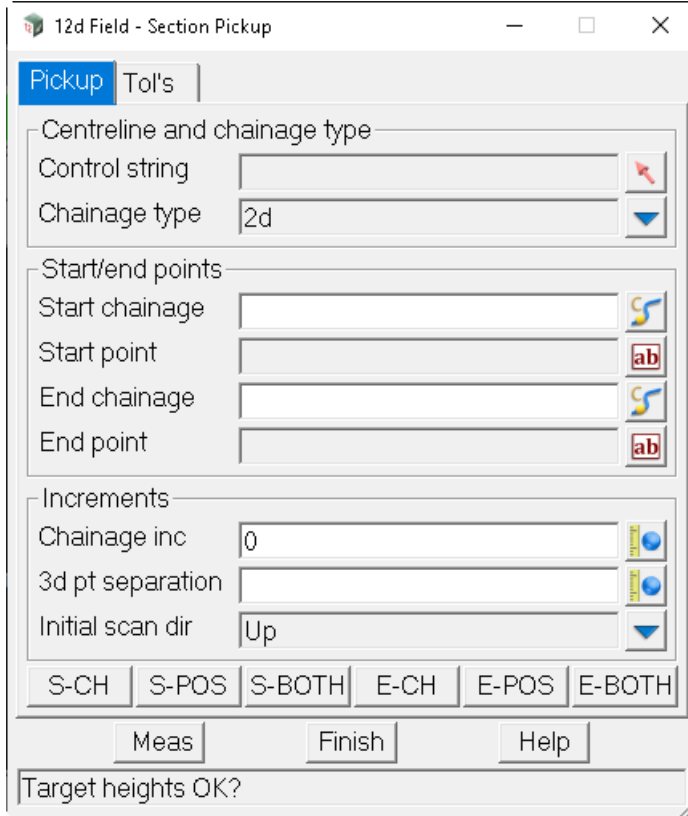 12d Field - Section Pickup
Pickup Tol's
Centreline and chainage type
Control string
Chainage type 2d
Start/end points
Start chainage
Start point ab
End chainage
End point ab
Increments
Chainage inc 0
3d pt separation
Initial scan dir Up
S-CH S-POS S-BOTH E-CH E-POS E-BOTH
Meas Finish Help
Target heights OK?